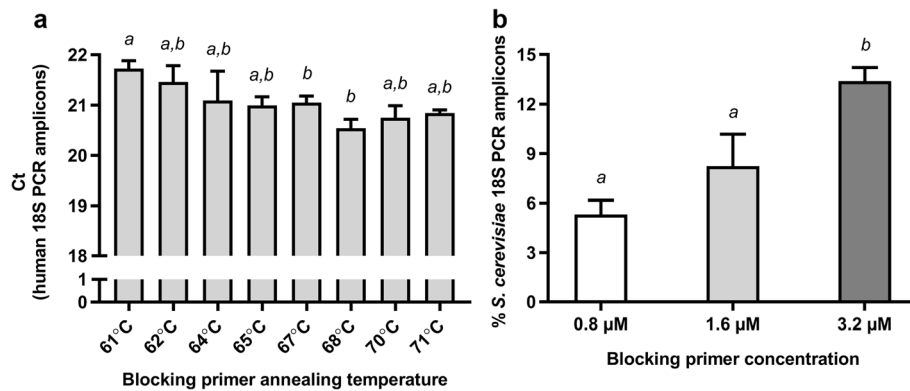 a
Ct
(human 18S PCR amplicons)
22
21
20
19
18
1
0
a
a,b
a,b
a,b
b
b
a,b
a,b
61°C
62°C
64°C
65°C
67°C
68°C
70°C
71°C
Blocking primer annealing temperature
b
% S. cerevisiae 18S PCR amplicons
15
12
9
6
3
0
a
a
b
0.8 µM
1.6 µM
3.2 µM
Blocking primer concentration